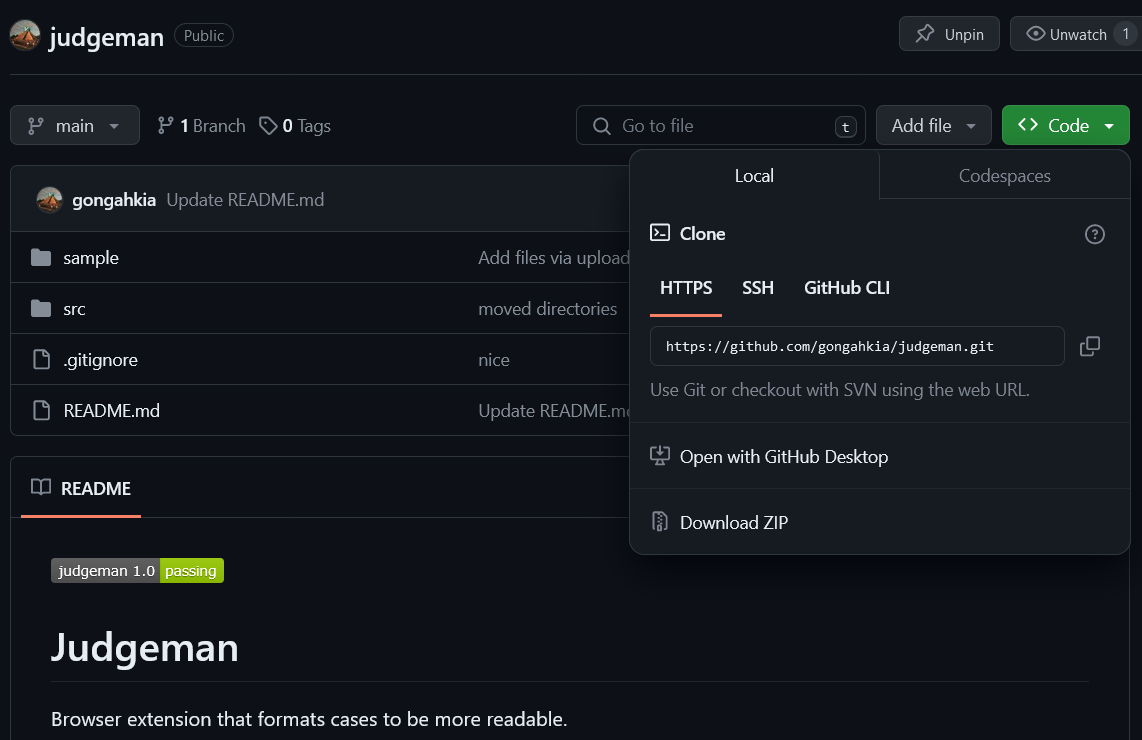 judgeman Public Unpin Unwatch 1
main 1 Branch 0 Tags Go to file t Add file <> Code
Local Codespaces
gongahkia Update README.md
Clone
sample Add files via upload
HTTPS SSH GitHub CLI
src moved directories
https://github.com/gongahkia/judgeman.git
.gitignore nice
Use Git or checkout with SVN using the web URL.
README.md Update README.m
Open with GitHub Desktop
README
Download ZIP
judgeman 1.0 passing
Judgeman
Browser extension that formats cases to be more readable.